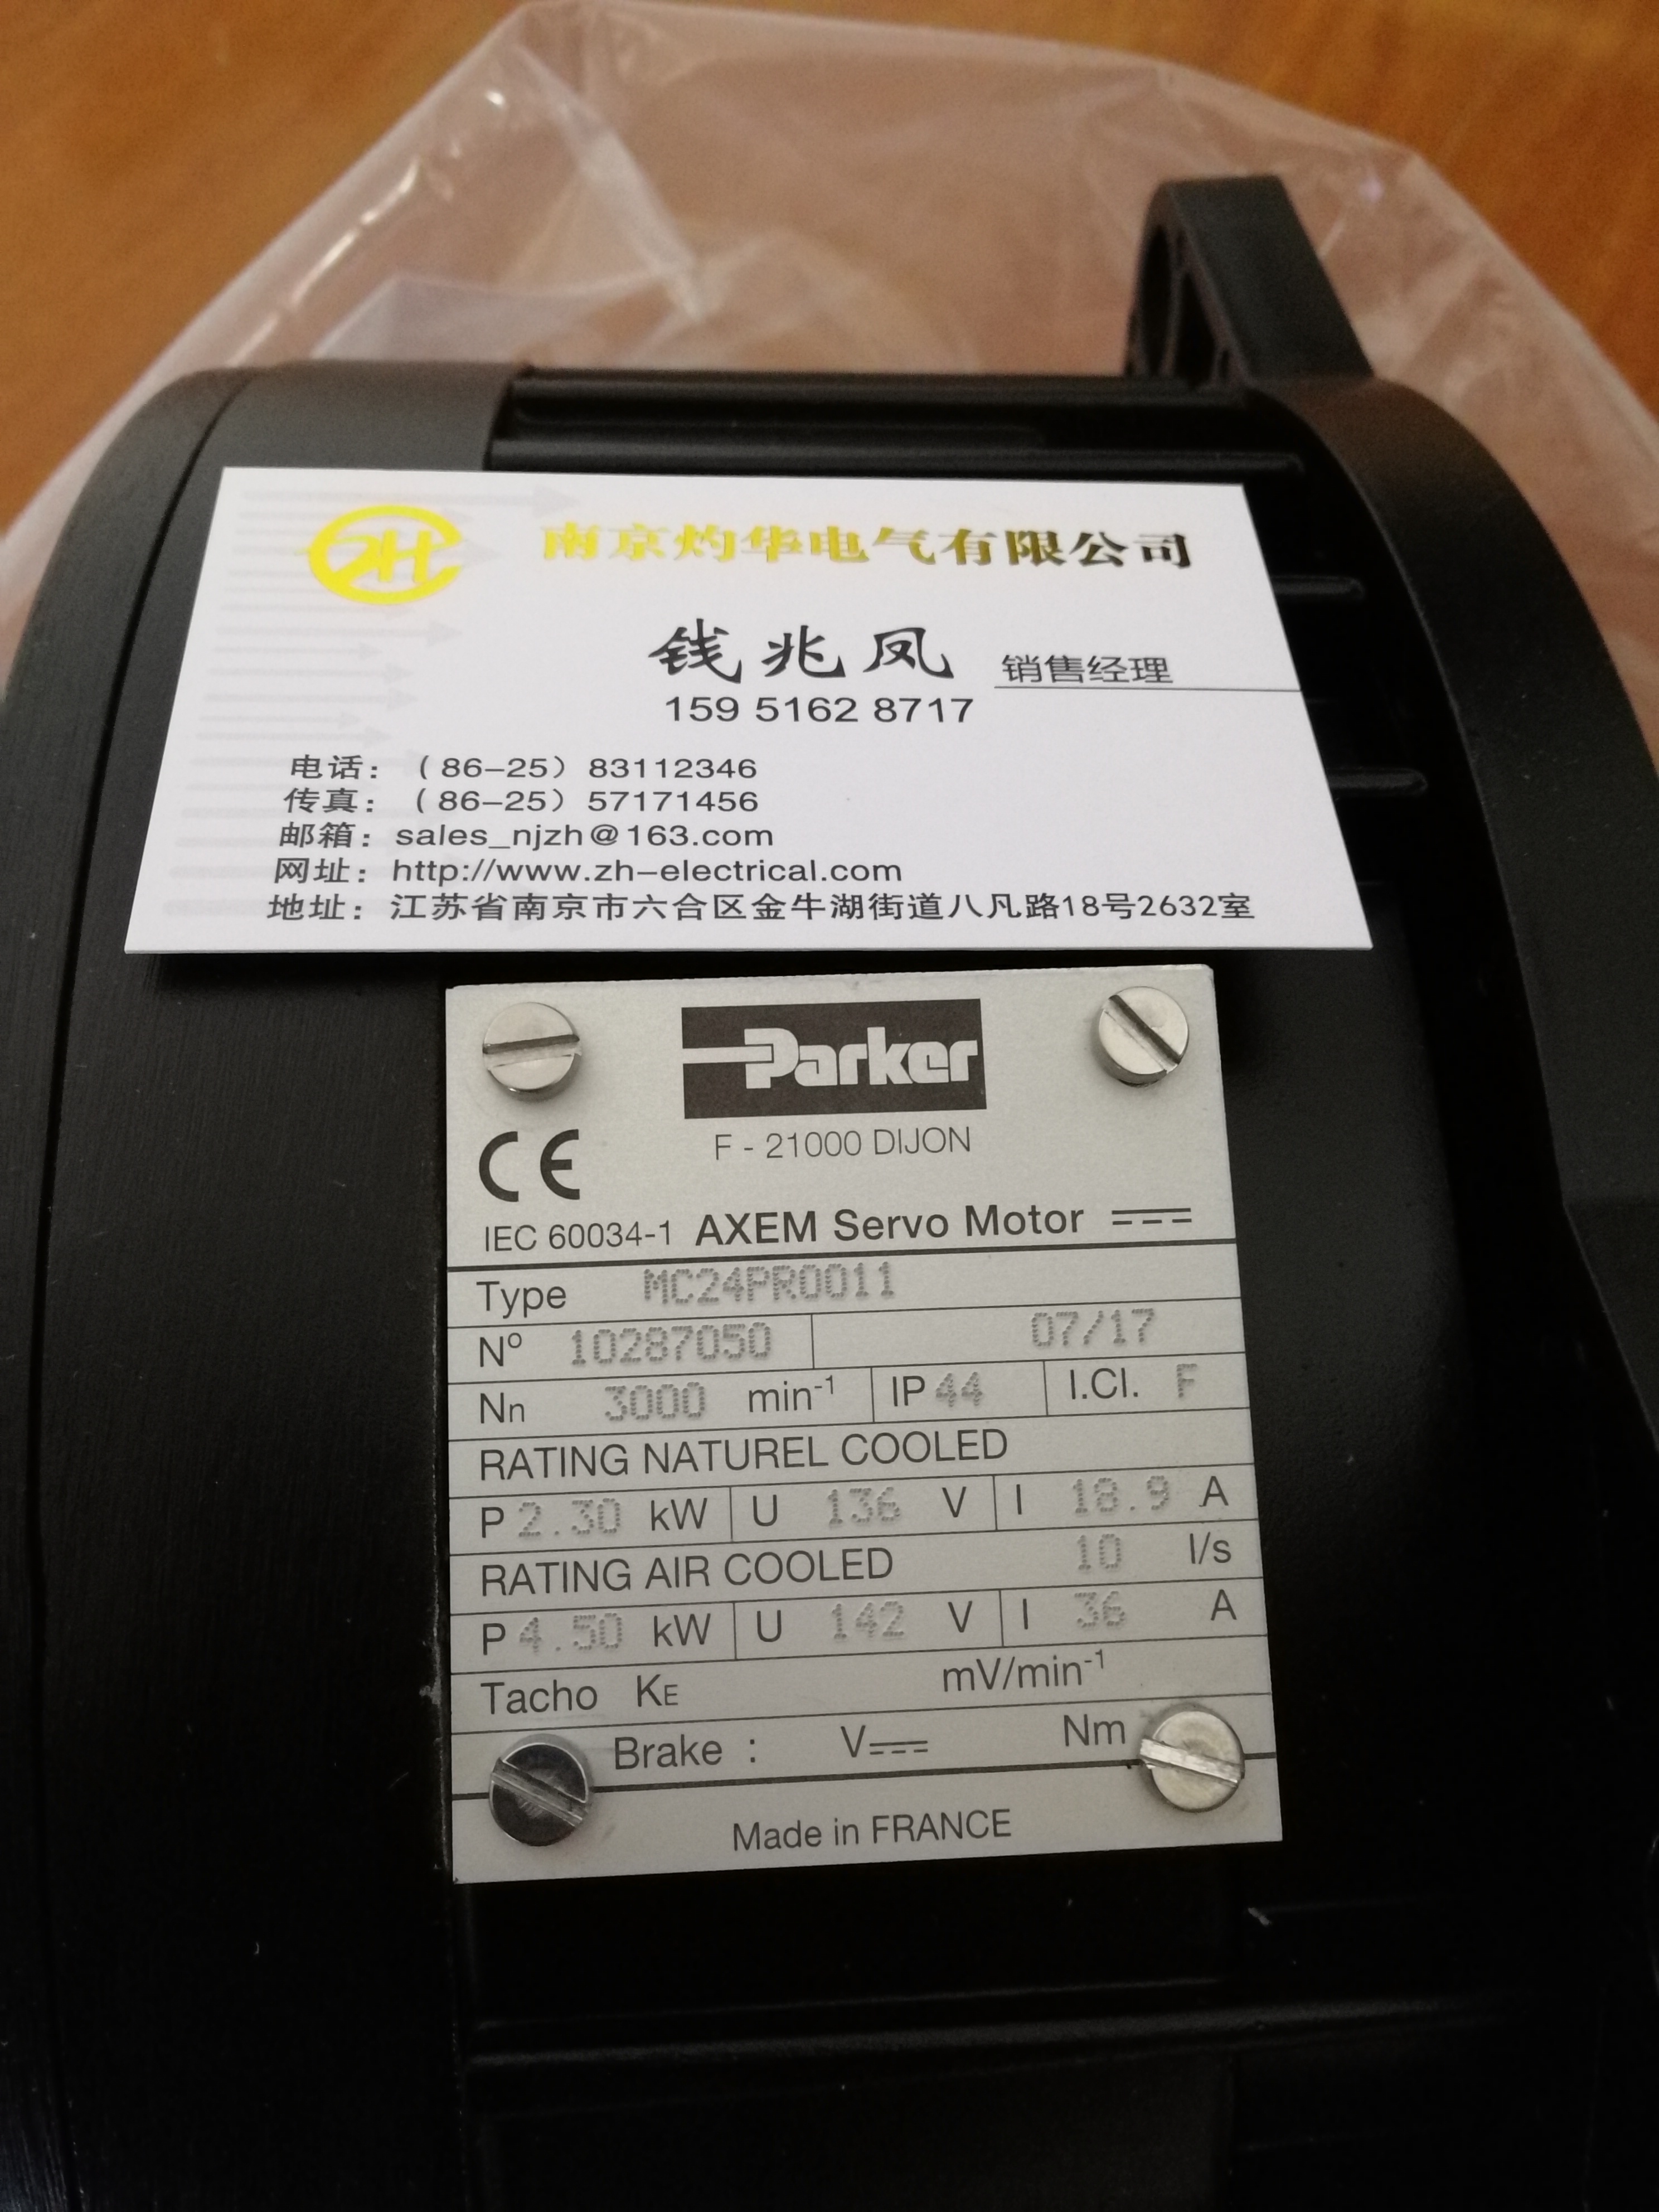 ZH 南京灼华电气有限公司
钱兆凤 销售经理
159 5162 8717
电话：（86-25）83112346
传真：（86-25）57171456
邮箱：sales_njzh@163.com
网址：http://www.zh-electrical.com
地址：江苏省南京市六合区金牛湖街道八凡路18号2632室
Parker
F - 21000 DIJON
CE
IEC 60034-1 AXEM Servo Motor
Type MC24PR0011
Nº 10287050 07/17
Nn 3000 min-1 IP 44 I.Cl. F
RATING NATUREL COOLED
P 2.30 kW U 136 V I 18.9 A
RATING AIR COOLED 10 l/s
P 4.50 kW U 142 V I 36 A
Tacho KE mV/min-1
Brake : V Nm
Made in FRANCE